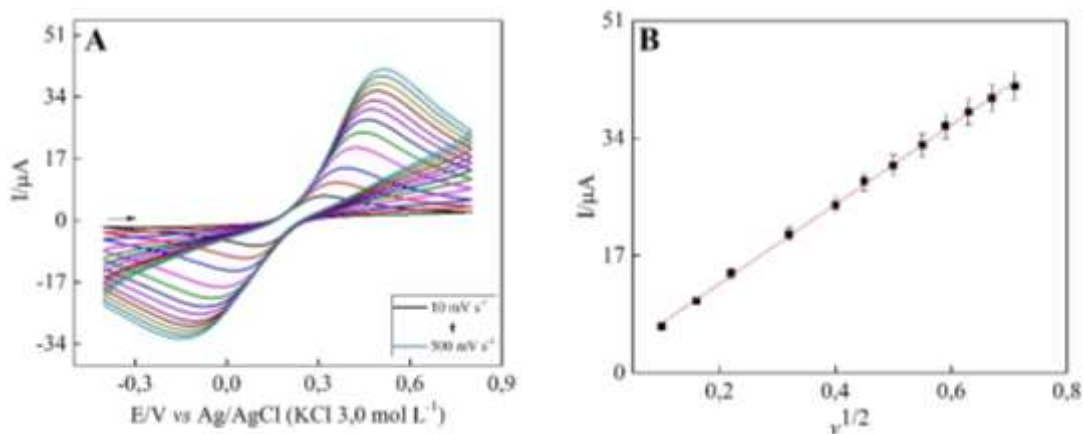 A
51
34
17
0
-17
-34
I/µA
10 mV s⁻¹
500 mV s⁻¹
-0,3
0,0
0,3
0,6
0,9
E/V vs Ag/AgCl (KCl 3,0 mol L⁻¹)
B
51
34
17
0
I/µA
0,2
0,4
0,6
0,8
v¹/²